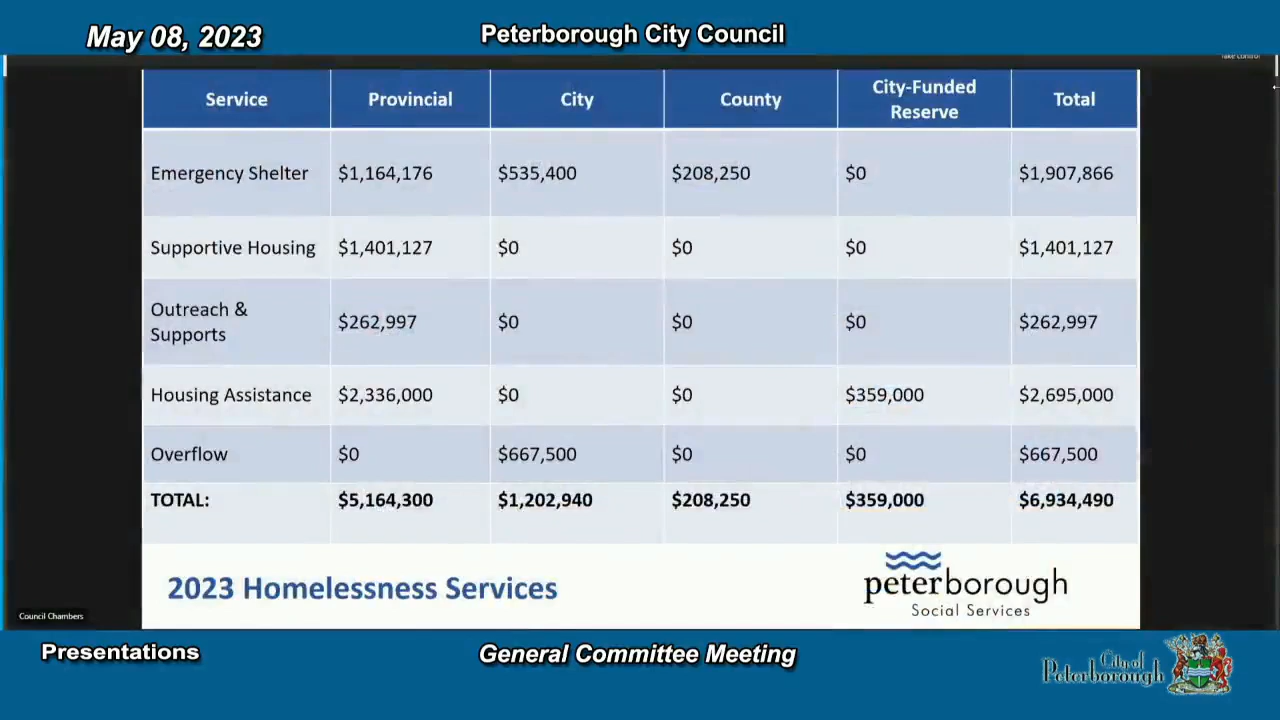 May 08, 2023
Peterborough City Council
Take Control
Service Provincial City County City-Funded Reserve Total
Emergency Shelter $1,164,176 $535,400 $208,250 $0 $1,907,866
Supportive Housing $1,401,127 $0 $0 $0 $1,401,127
Outreach & Supports $262,997 $0 $0 $0 $262,997
Housing Assistance $2,336,000 $0 $0 $359,000 $2,695,000
Overflow $0 $667,500 $0 $0 $667,500
TOTAL: $5,164,300 $1,202,940 $208,250 $359,000 $6,934,490
2023 Homelessness Services
peterborough
Social Services
Council Chambers
Presentations
General Committee Meeting
City of
Peterborough